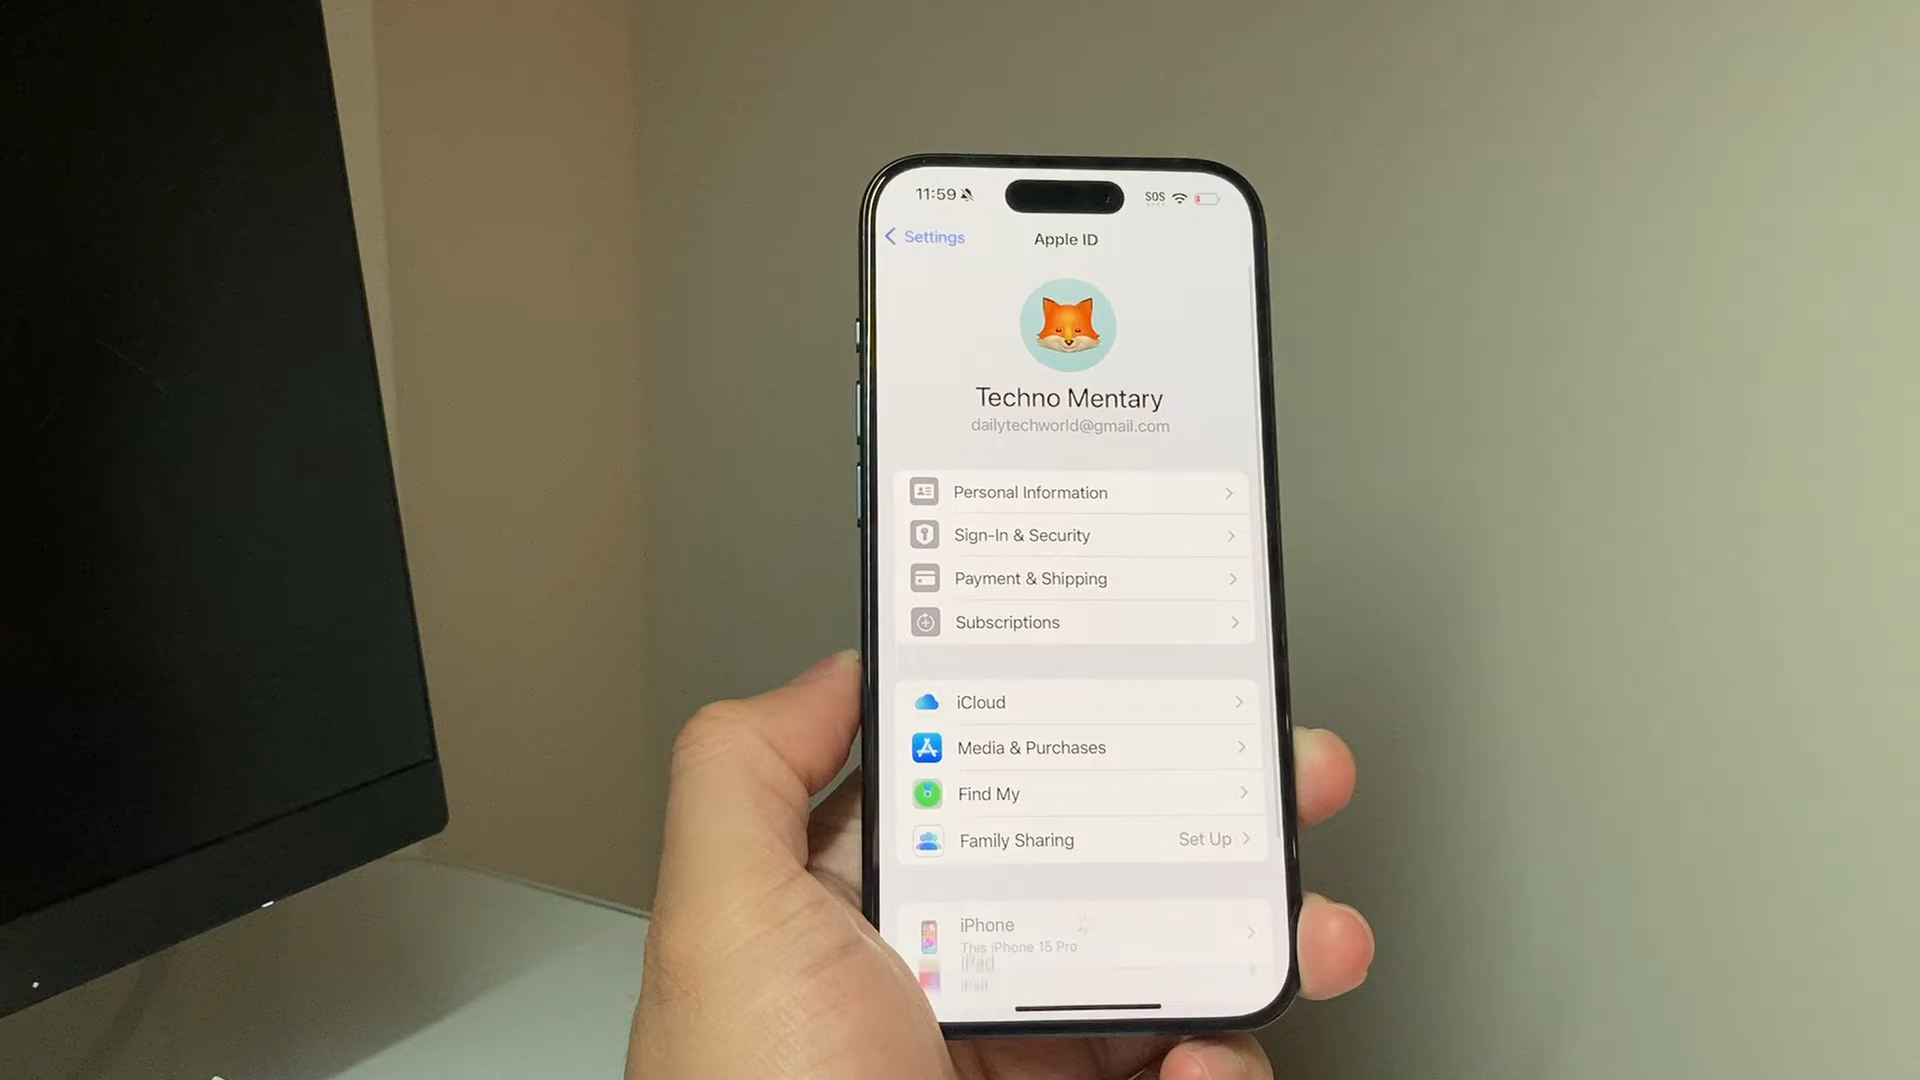 11:59
SOS
Settings
Apple ID
Techno Mentary
dailytechworld@gmail.com
Personal Information
Sign-In & Security
Payment & Shipping
Subscriptions
iCloud
Media & Purchases
Find My
Family Sharing Set Up
iPhone
This iPhone 15 Pro
iPad
iPad